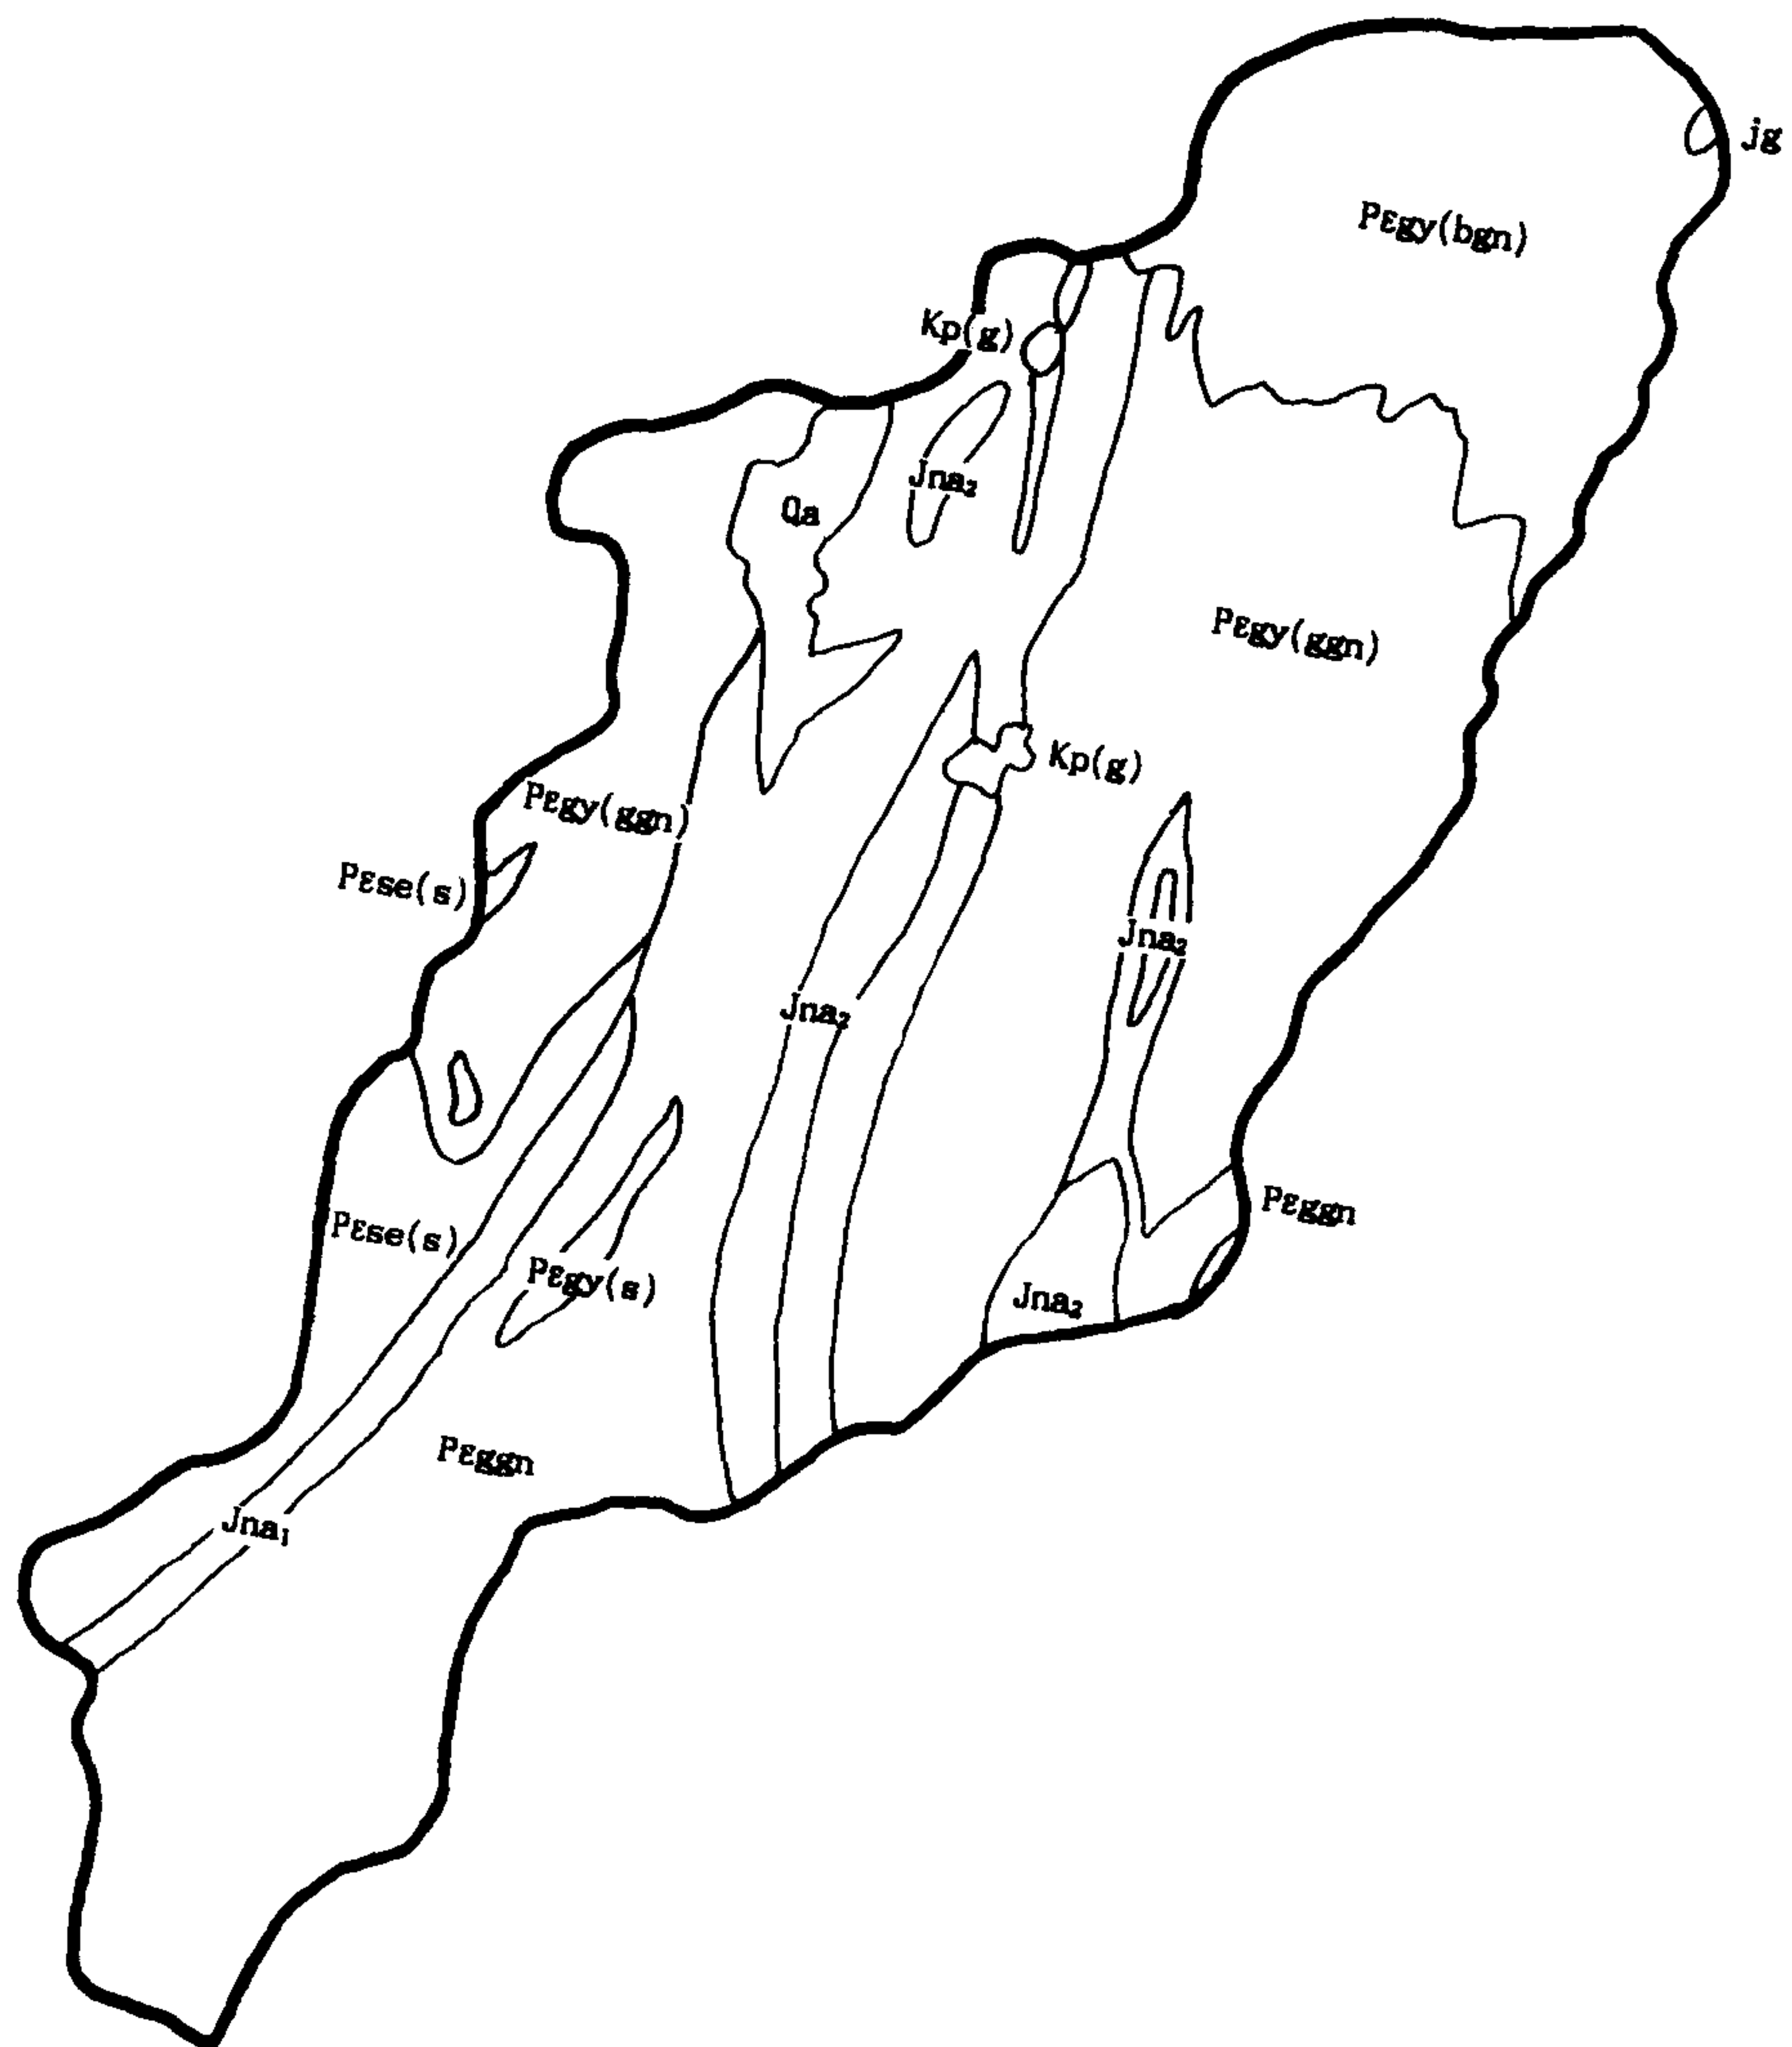 jg
Pεgy(bgn)
Kp(g)
Jna₂
Qa
Pεgy(ggn)
Kp(g)
Pεgy(ggn)
Pεse(s)
Jna₂
Jna₂
Pεggn
Pεse(s)
Pεgy(s)
Jna₂
Pεggn
Jna₁